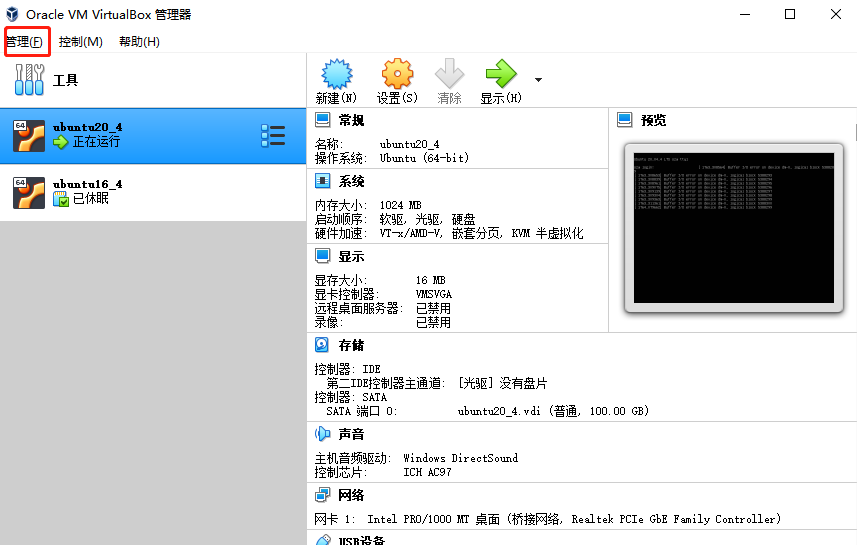 Oracle VM VirtualBox 管理器
管理(F) 控制(M) 帮助(H)
工具
新建(N) 设置(S) 清除 显示(H)
64 ubuntu20_4
正在运行
64 ubuntu16_4
已休眠
常规
名称: ubuntu20_4
操作系统: Ubuntu (64-bit)
系统
内存大小: 1024 MB
启动顺序: 软驱, 光驱, 硬盘
硬件加速: VT-x/AMD-V, 嵌套分页, KVM 半虚拟化
显示
显存大小: 16 MB
显卡控制器: VMSVGA
远程桌面服务器: 已禁用
录像: 已禁用
存储
控制器: IDE
第二IDE控制器主通道: [光驱] 没有盘片
控制器: SATA
SATA 端口 0: ubuntu20_4.vdi (普通, 100.00 GB)
声音
主机音频驱动: Windows DirectSound
控制芯片: ICH AC97
网络
网卡 1: Intel PRO/1000 MT 桌面 (桥接网络, Realtek PCIe GbE Family Controller)
USB设备
预览